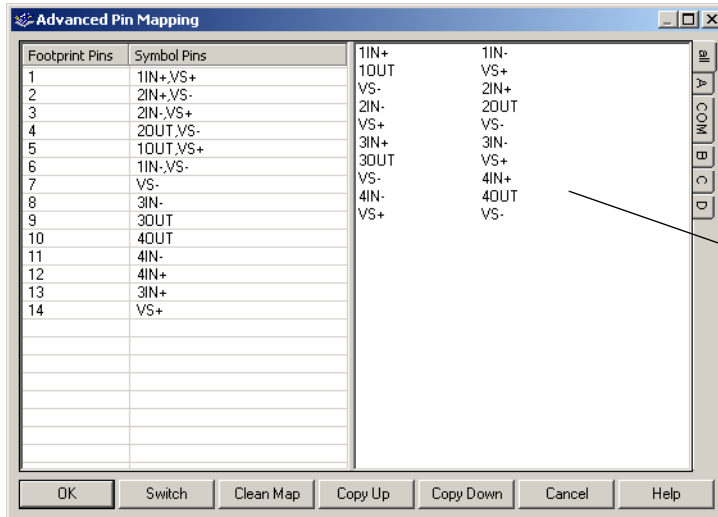 Advanced Pin Mapping
Footprint Pins Symbol Pins
1 1IN+,VS+
2 2IN+,VS-
3 2IN-,VS+
4 2OUT,VS-
5 1OUT,VS+
6 1IN-,VS-
7 VS-
8 3IN-
9 3OUT
10 4OUT
11 4IN-
12 4IN+
13 3IN+
14 VS+
1IN+ 1IN-
1OUT VS+
VS- 2IN+
2IN- 2OUT
VS+ VS-
3IN+ 3IN-
3OUT VS+
VS- 4IN+
4IN- 4OUT
VS+ VS-
all
A
COM
B
C
D
OK Switch Clean Map Copy Up Copy Down Cancel Help